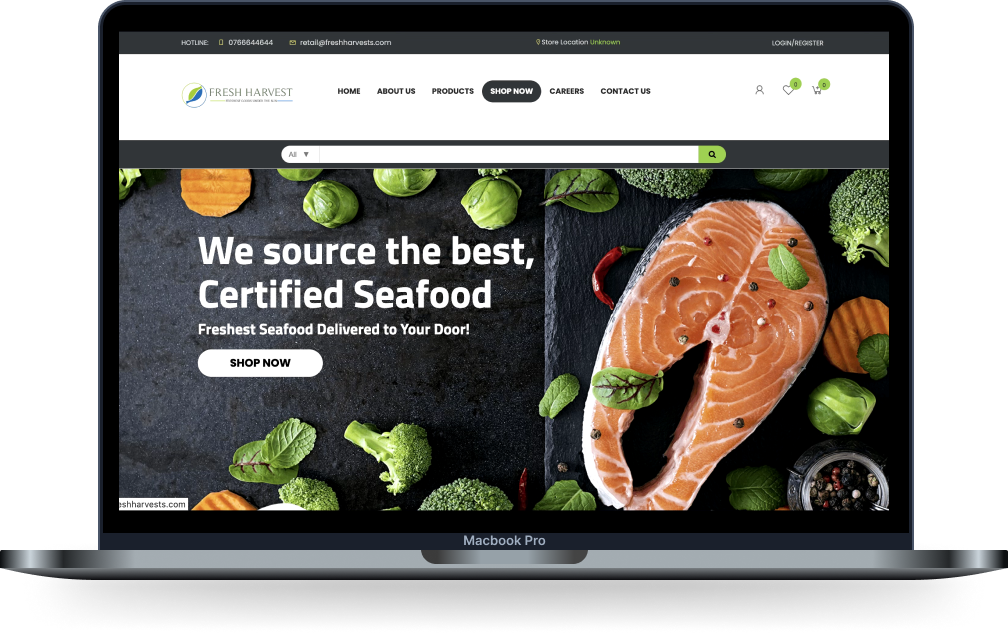 HOTLINE: 0766644644 retail@freshharvests.com Store Location Unknown LOGIN/REGISTER
FRESH HARVEST HOME ABOUT US PRODUCTS SHOP NOW CAREERS CONTACT US 0 0
All ▼
We source the best,
Certified Seafood
Freshest Seafood Delivered to Your Door!
SHOP NOW
eshharvests.com
Macbook Pro